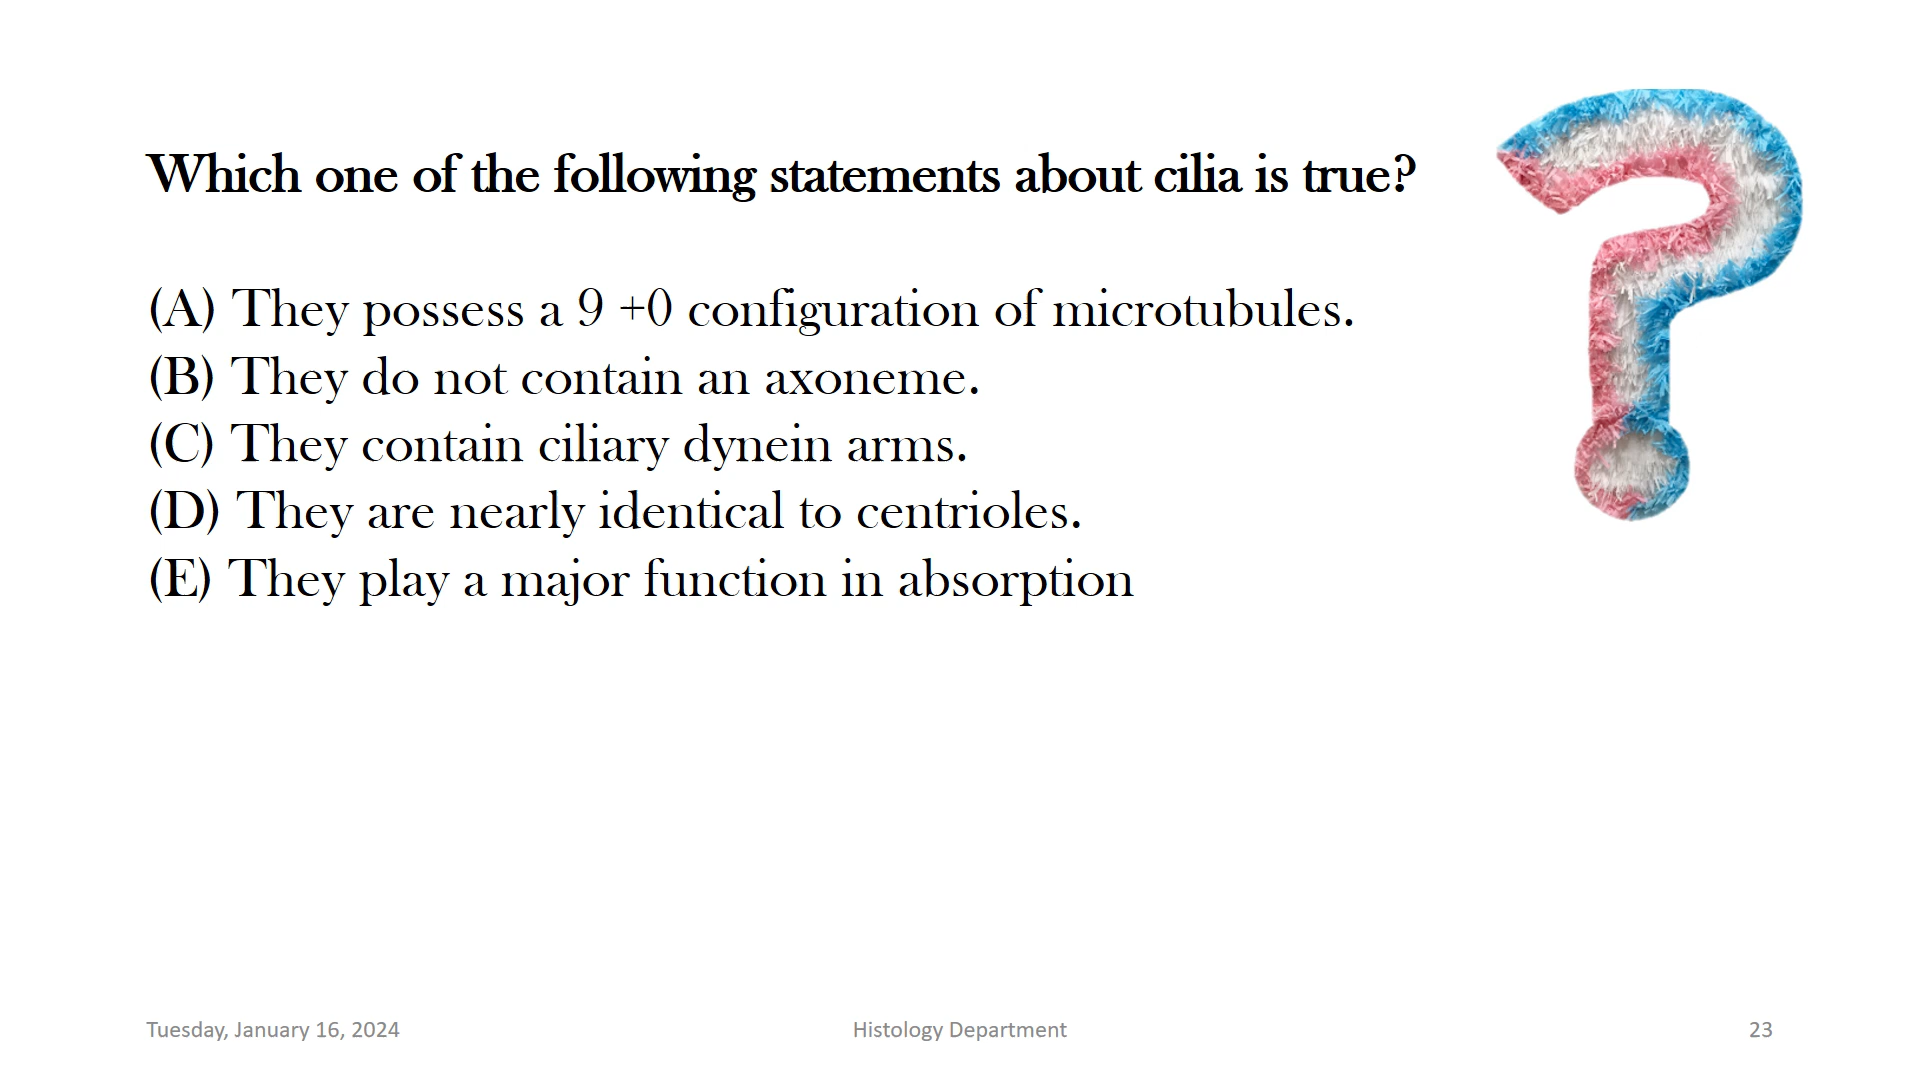 Which one of the following statements about cilia is true?
(A) They possess a 9 +0 configuration of microtubules.
(B) They do not contain an axoneme.
(C) They contain ciliary dynein arms.
(D) They are nearly identical to centrioles.
(E) They play a major function in absorption
Tuesday, January 16, 2024
Histology Department
23